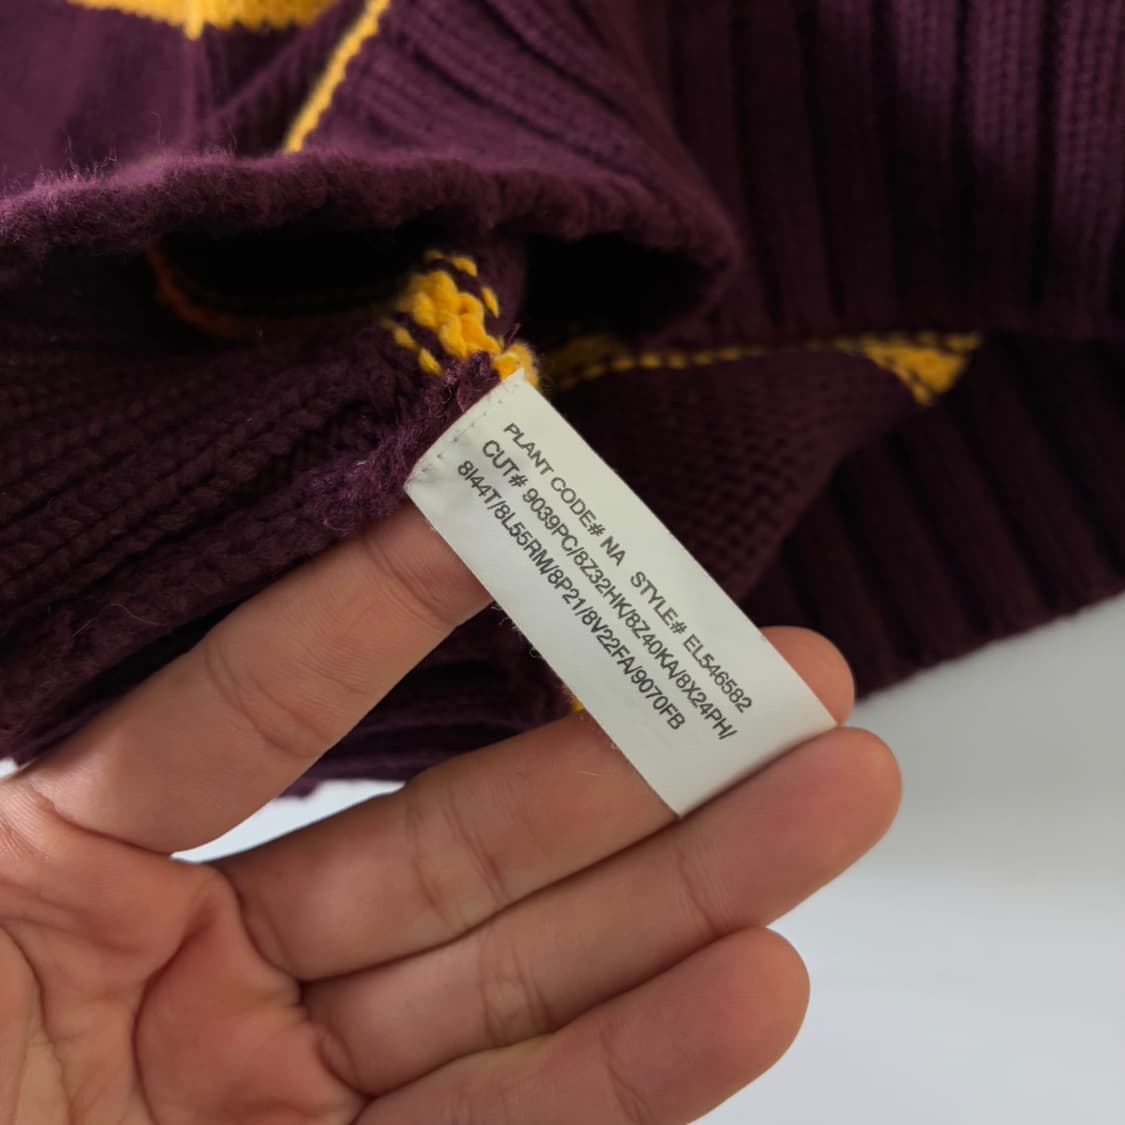 PLANT CODE# NA STYLE# EL546582
CUT# 9039PC/8Z32HK/8Z40KA/8X24PH/
8I44T/8L55RM/8P21/8V22FA/9070FB